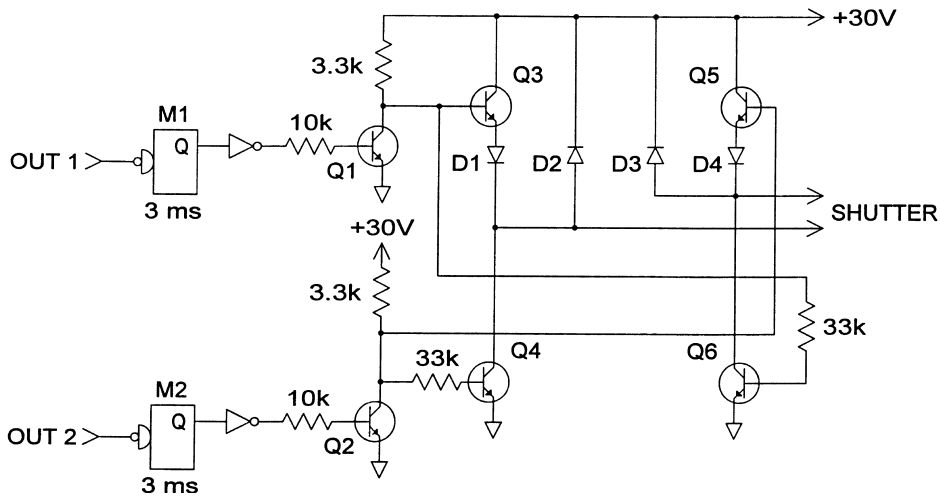 +30V
3.3k
Q3
Q5
M1
10k
Q
OUT 1
Q1
D1
D2
D3
D4
3 ms
SHUTTER
+30V
3.3k
33k
33k
Q4
Q6
M2
10k
Q
OUT 2
Q2
3 ms